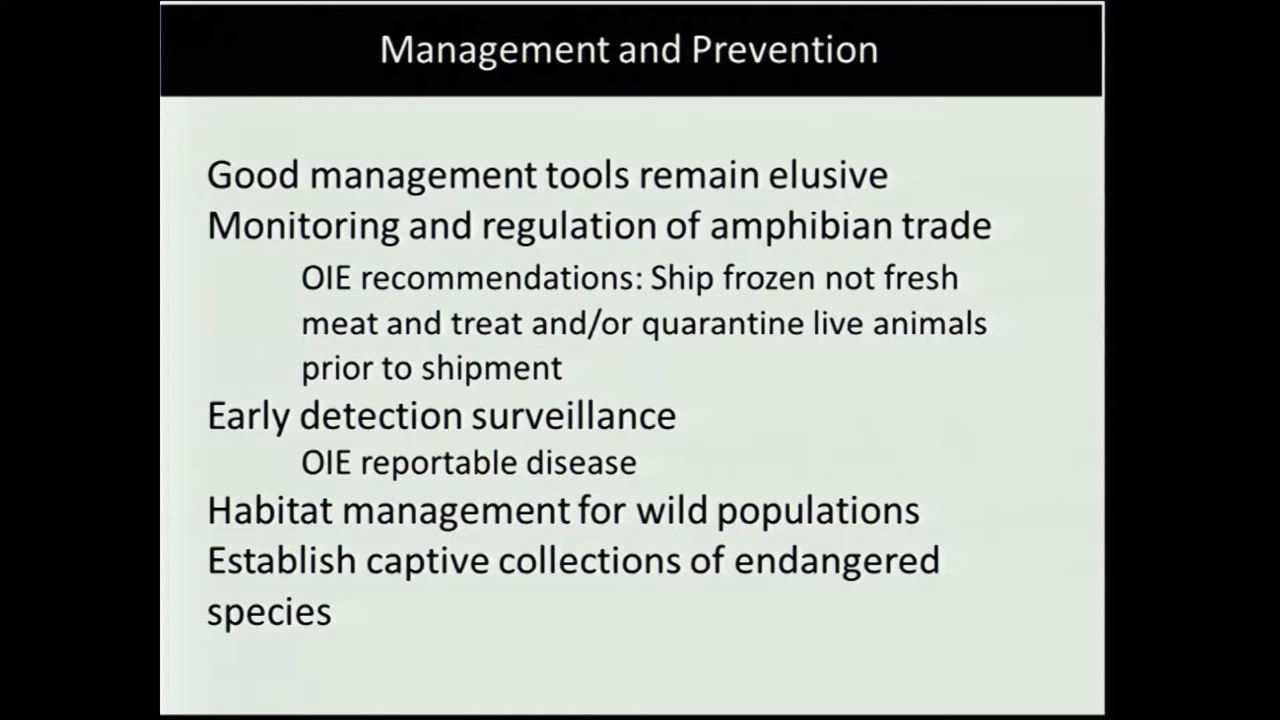 Management and Prevention
Good management tools remain elusive
Monitoring and regulation of amphibian trade
OIE recommendations: Ship frozen not fresh
meat and treat and/or quarantine live animals
prior to shipment
Early detection surveillance
OIE reportable disease
Habitat management for wild populations
Establish captive collections of endangered
species